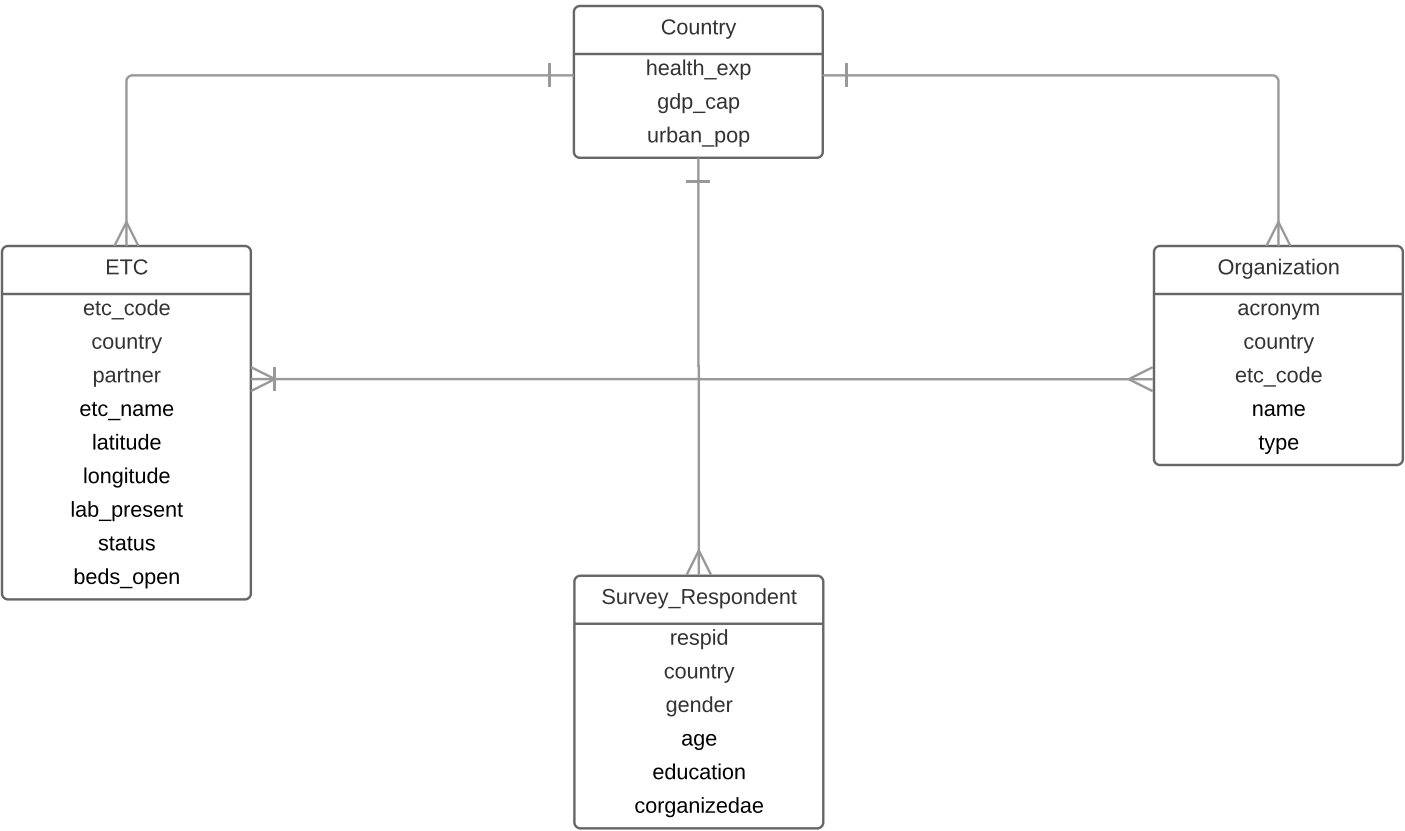 Country
health_exp
gdp_cap
urban_pop
ETC
etc_code
country
partner
etc_name
latitude
longitude
lab_present
status
beds_open
Organization
acronym
country
etc_code
name
type
Survey_Respondent
respid
country
gender
age
education
corganizedae